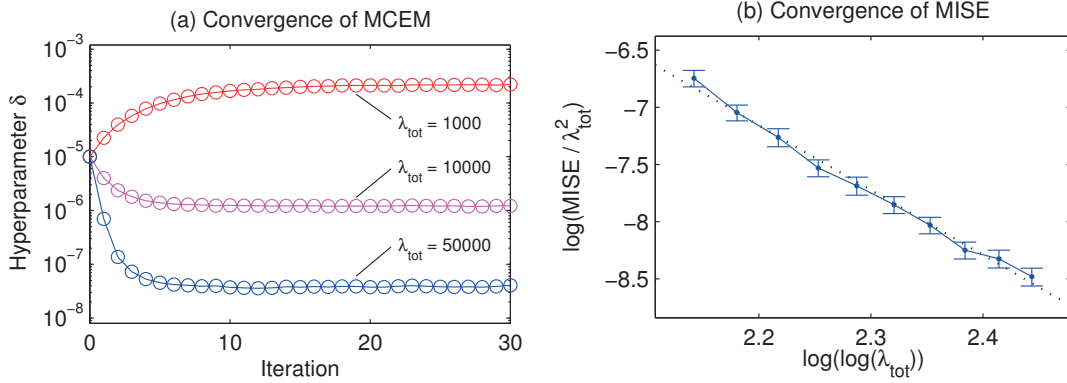 (a) Convergence of MCEM
10⁻³
10⁻⁴
10⁻⁵
10⁻⁶
10⁻⁷
10⁻⁸
Hyperparameter δ
λ_tot = 1000
λ_tot = 10000
λ_tot = 50000
0
10
20
30
Iteration
(b) Convergence of MISE
−6.5
−7
−7.5
−8
−8.5
log(MISE / λ²_tot)
2.2
2.3
2.4
log(log(λ_tot))